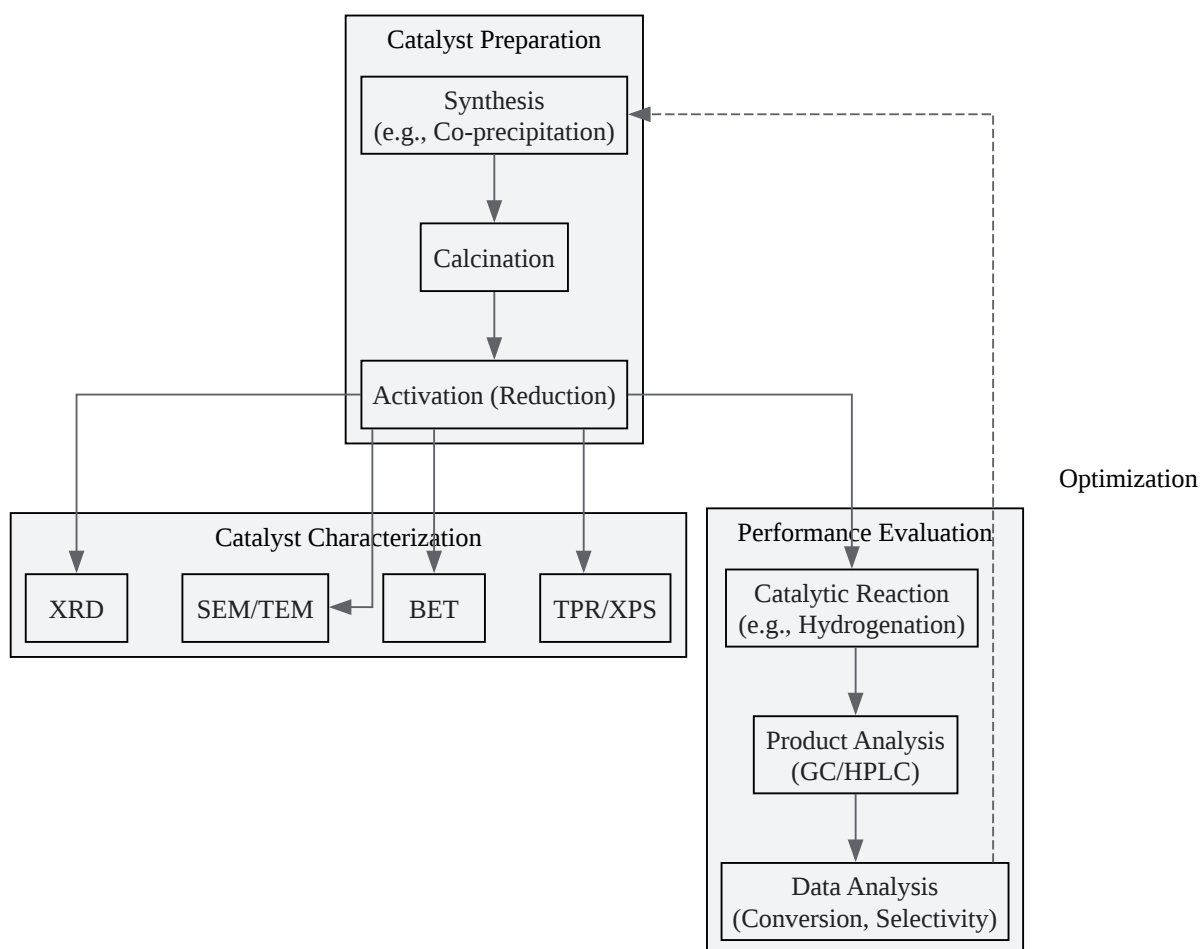 Catalyst Preparation
Synthesis
(e.g., Co-precipitation)
Calcination
Activation (Reduction)
Optimization
Catalyst Characterization
XRD
SEM/TEM
BET
TPR/XPS
Performance Evaluation
Catalytic Reaction
(e.g., Hydrogenation)
Product Analysis
(GC/HPLC)
Data Analysis
(Conversion, Selectivity)